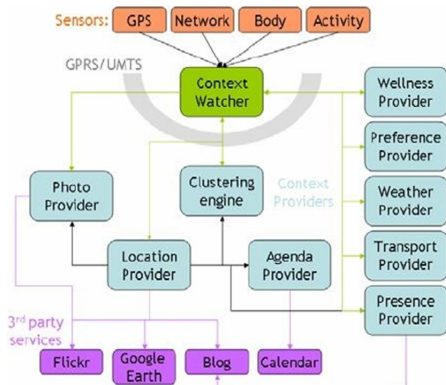 Sensors:
GPS
Network
Body
Activity
GPRS/UMTS
Context
Watcher
Wellness
Provider
Preference
Provider
Photo
Provider
Clustering
engine
Context
Providers
Weather
Provider
Location
Provider
Agenda
Provider
Transport
Provider
Presence
Provider
3rd party
services
Flickr
Google
Earth
Blog
Calendar